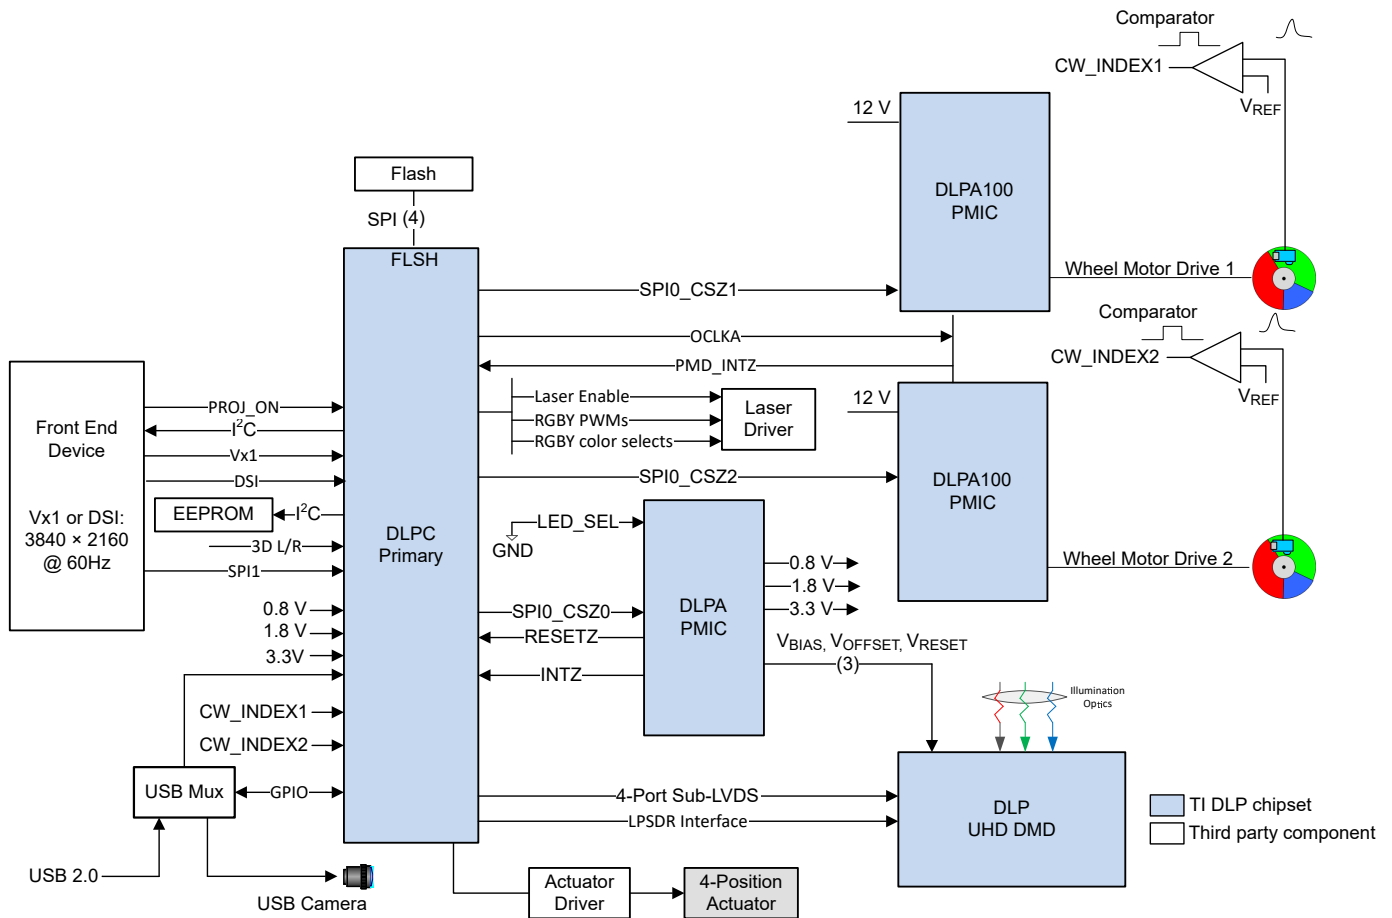 Comparator
CW_INDEX1
VREF
12 V
DLPA100
PMIC
Flash
SPI (4)
FLSH
Wheel Motor Drive 1
SPI0_CSZ1
Comparator
OCLKA
CW_INDEX2
PMD_INTZ
VREF
Front End
Device
Vx1 or DSI:
3840 × 2160
@ 60Hz
PROJ_ON
I2C
Vx1
DSI
EEPROM
I2C
3D L/R
SPI1
0.8 V
1.8 V
3.3V
CW_INDEX1
CW_INDEX2
DLPC
Primary
Laser Enable
RGBY PWMs
RGBY color selects
Laser
Driver
12 V
DLPA100
PMIC
SPI0_CSZ2
LED_SEL
GND
Wheel Motor Drive 2
DLPA
PMIC
0.8 V
1.8 V
3.3 V
SPI0_CSZ0
RESETZ
INTZ
VBIAS, VOFFSET, VRESET
(3)
Illumination
Optics
USB Mux
GPIO
4-Port Sub-LVDS
LPSDR Interface
DLP
UHD DMD
TI DLP chipset
Third party component
USB 2.0
USB Camera
Actuator
Driver
4-Position
Actuator